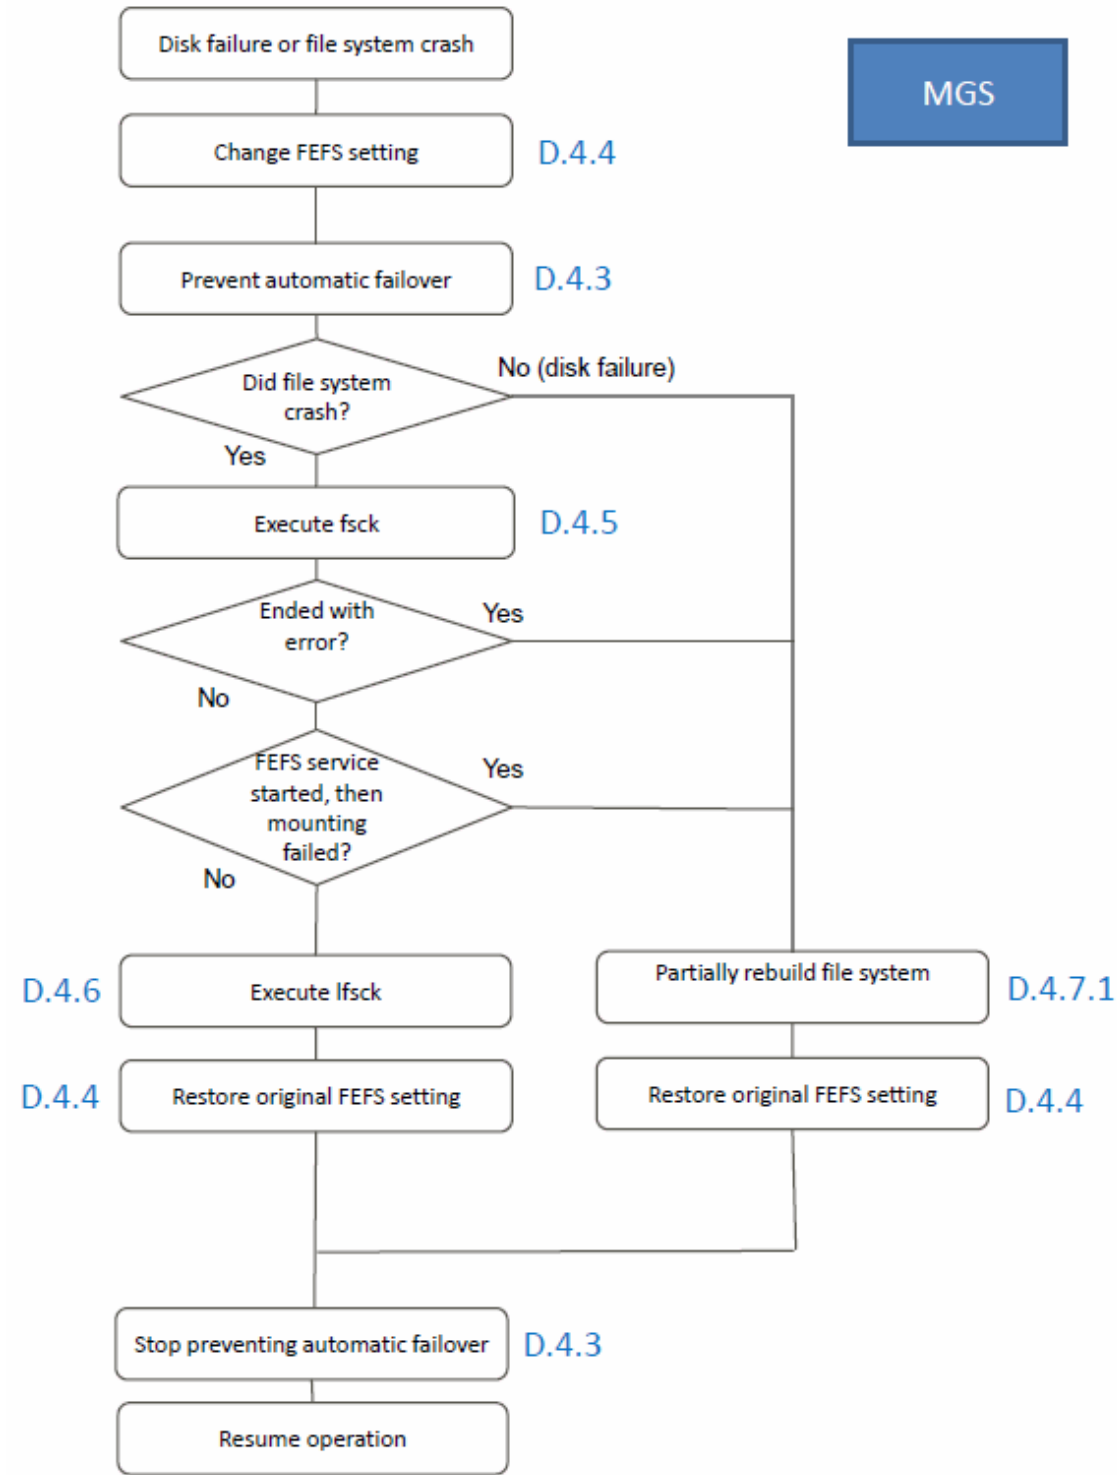 Disk failure or file system crash
MGS
Change FEFS setting
D.4.4
Prevent automatic failover
D.4.3
Did file system
crash?
No (disk failure)
Yes
Execute fsck
D.4.5
Ended with
error?
Yes
No
FEFS service
started, then
mounting
failed?
Yes
No
D.4.6
Execute lfsck
Partially rebuild file system
D.4.7.1
D.4.4
Restore original FEFS setting
Restore original FEFS setting
D.4.4
Stop preventing automatic failover
D.4.3
Resume operation